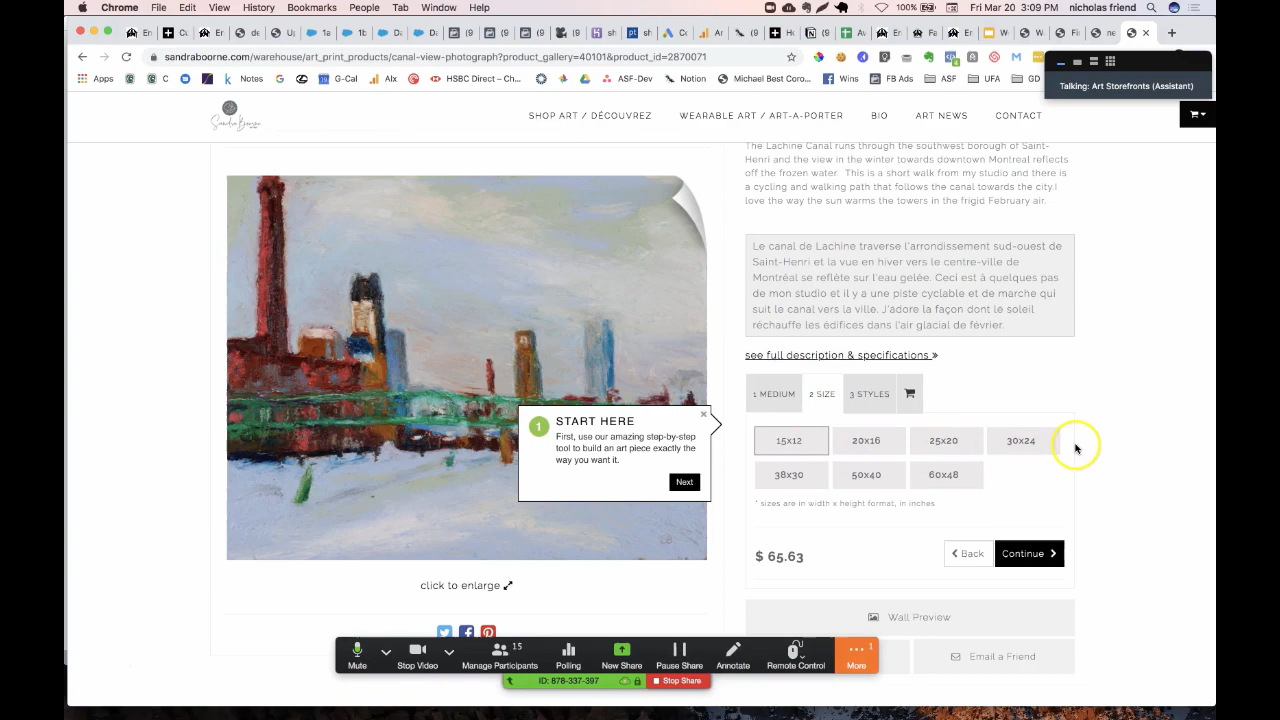 Chrome File Edit View History Bookmarks People Tab Window Help 100% Fri Mar 20 3:09 PM nicholas friend
sandraboorne.com/warehouse/art_print_products/canal-view-photograph?product_gallery=40101&product_id=2870071
Apps G C Notes G-Cal Alx HSBC Direct – Ch... ASF-Dev Notion Michael Best Coro... Wins FB Ads ASF UFA GD
Talking: Art Storefronts (Assistant)
SHOP ART / DÉCOUVREZ WEARABLE ART / ART-A-PORTER BIO ART NEWS CONTACT
The Lachine Canal runs through the southwest borough of Saint-
Henri and the view in the winter towards downtown Montreal reflects
off the frozen water. This is a short walk from my studio and there is
a cycling and walking path that follows the canal towards the city.I
love the way the sun warms the towers in the frigid February air.
Le canal de Lachine traverse l'arrondissement sud-ouest de
Saint-Henri et la vue en hiver vers le centre-ville de
Montréal se reflète sur l'eau gelée. Ceci est à quelques pas
de mon studio et il y a une piste cyclable et de marche qui
suit le canal vers la ville. J'adore la façon dont le soleil
réchauffe les édifices dans l'air glacial de février.
see full description & specifications »
1 MEDIUM 2 SIZE 3 STYLES
1 START HERE
First, use our amazing step-by-step
tool to build an art piece exactly the
way you want it.
Next
15x12 20x16 25x20 30x24
38x30 50x40 60x48
* sizes are in width x height format, in inches
$ 65.63 Back Continue
click to enlarge
Wall Preview
Email a Friend
Mute Stop Video Manage Participants 15 Polling New Share Pause Share Annotate Remote Control More 1
ID: 878-337-397 Stop Share